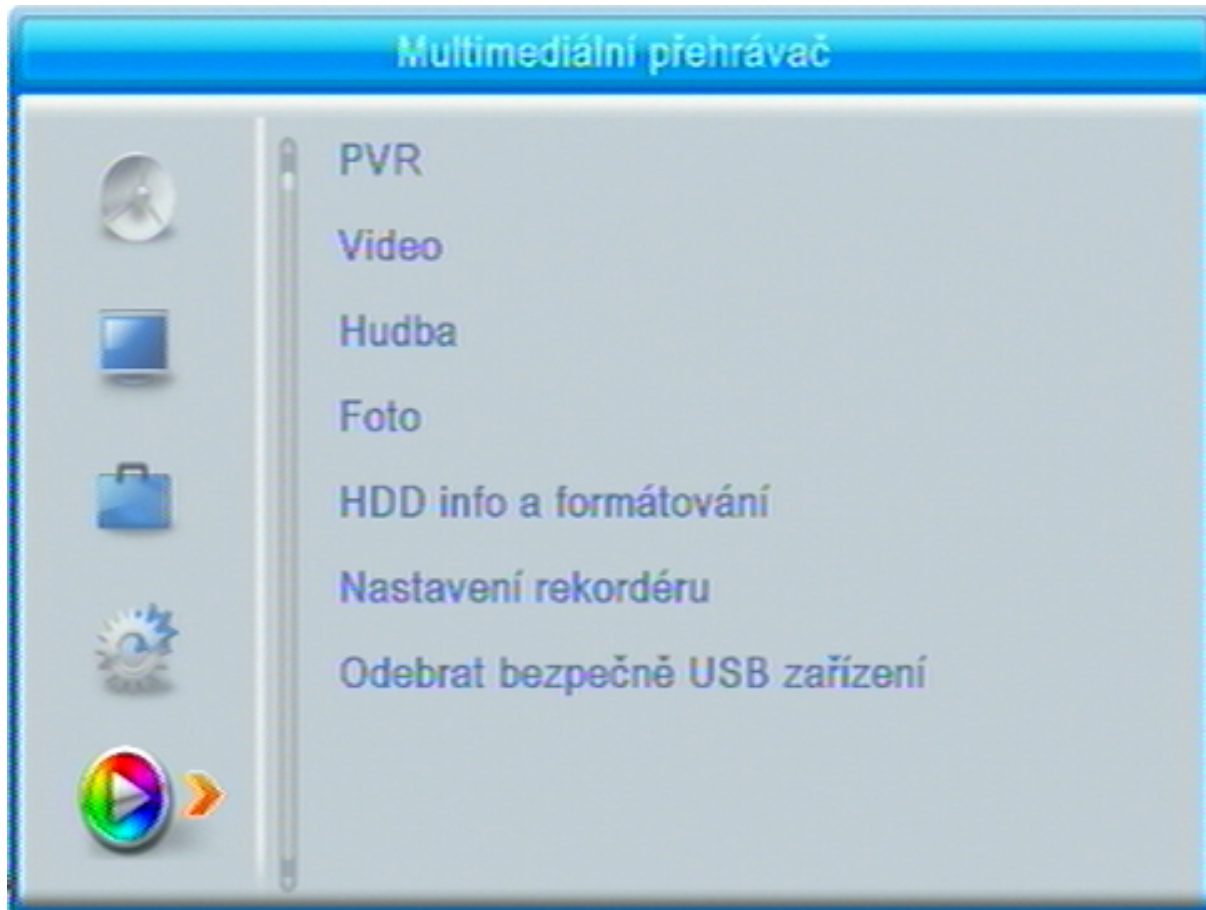 Multimediální přehrávač
PVR
Video
Hudba
Foto
HDD info a formátování
Nastavení rekordéru
Odebrat bezpečně USB zařízení